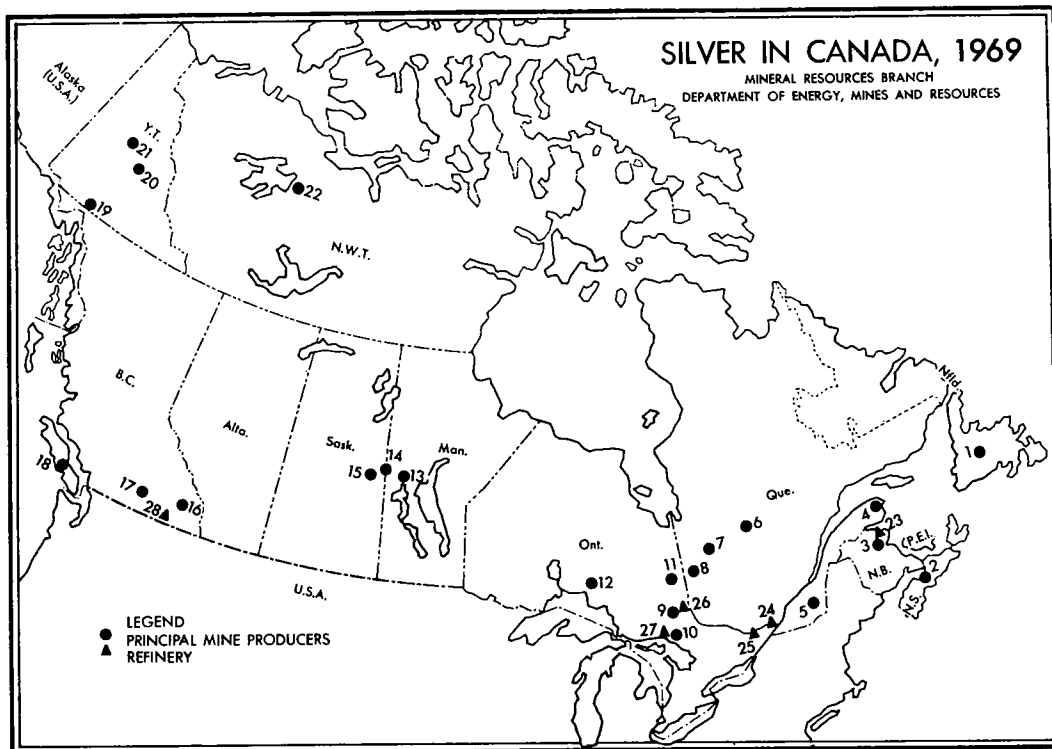 SILVER IN CANADA, 1969
MINERAL RESOURCES BRANCH
DEPARTMENT OF ENERGY, MINES AND RESOURCES
Alaska
(U.S.A.)
Y.T.
21
20
19
22
N.W.T.
B.C.
Alta.
Sask.
Man.
14
15
13
18
17
28
16
U.S.A.
Ont.
Que.
Nfld.
1
6
7
8
11
12
9
26
27
10
24
25
5
4
23
3
(P.E.I.
N.B.
2
N.S.
LEGEND
PRINCIPAL MINE PRODUCERS
REFINERY